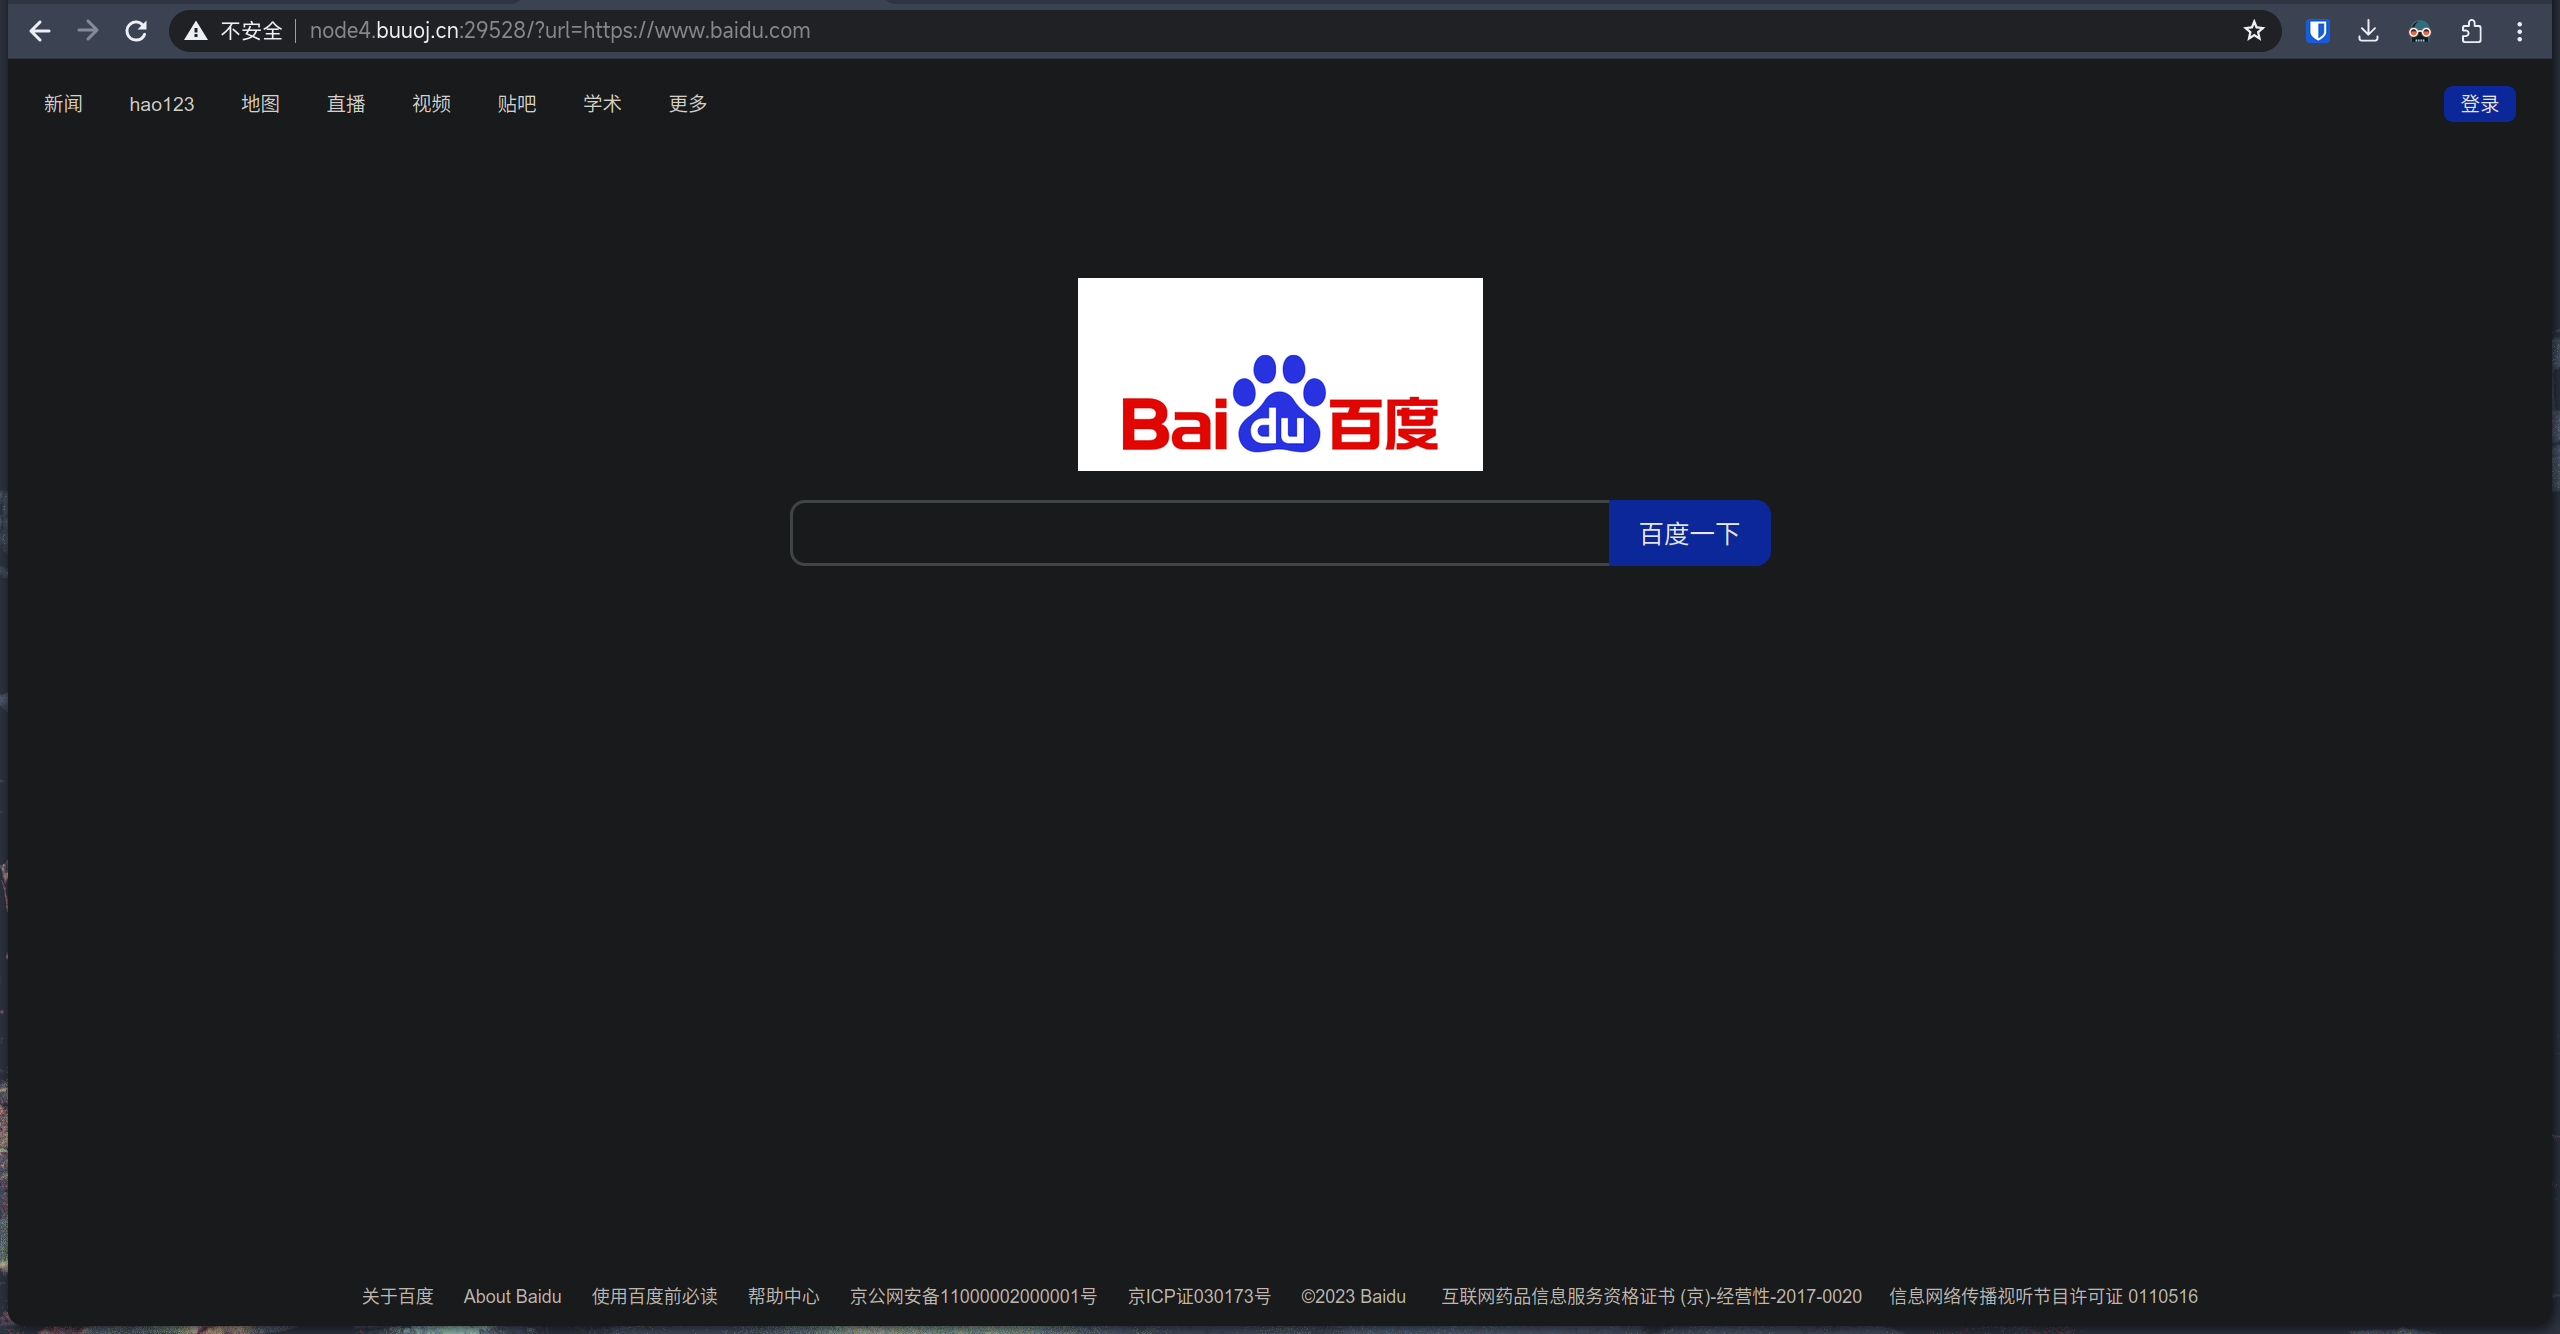 不安全 node4.buuoj.cn:29528/?url=https://www.baidu.com
新闻 hao123 地图 直播 视频 贴吧 学术 更多 登录
Bai du 百度
百度一下
关于百度 About Baidu 使用百度前必读 帮助中心 京公网安备11000002000001号 京ICP证030173号 ©2023 Baidu 互联网药品信息服务资格证书 (京)-经营性-2017-0020 信息网络传播视听节目许可证 0110516